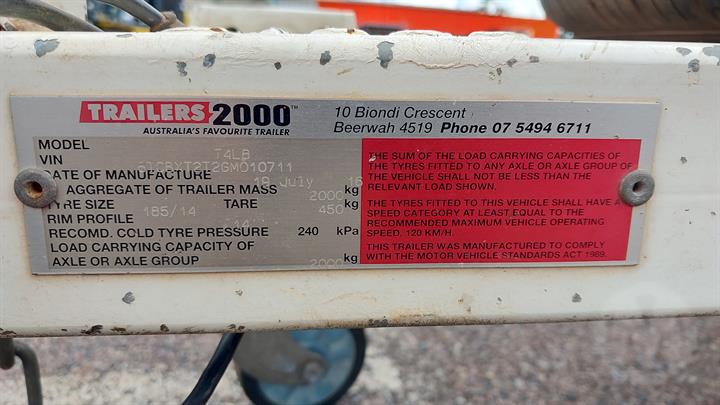 TRAILERS 2000™
AUSTRALIA'S FAVOURITE TRAILER
10 Biondi Crescent
Beerwah 4519 Phone 07 5494 6711
MODEL T4LB
VIN
DATE OF MANUFACTURE 18 July 16
AGGREGATE OF TRAILER MASS 2000 kg
TYRE SIZE 185/14 TARE 450 kg
RIM PROFILE 14
RECOMD. COLD TYRE PRESSURE 240 kPa
LOAD CARRYING CAPACITY OF
AXLE OR AXLE GROUP 2000 kg
THE SUM OF THE LOAD CARRYING CAPACITIES OF
THE TYRES FITTED TO ANY AXLE OR AXLE GROUP OF
THE VEHICLE SHALL NOT BE LESS THAN THE
RELEVANT LOAD SHOWN.
THE TYRES FITTED TO THIS VEHICLE SHALL HAVE A
SPEED CATEGORY AT LEAST EQUAL TO THE
RECOMMENDED MAXIMUM VEHICLE OPERATING
SPEED, 120 KM/H.
THIS TRAILER WAS MANUFACTURED TO COMPLY
WITH THE MOTOR VEHICLE STANDARDS ACT 1989.